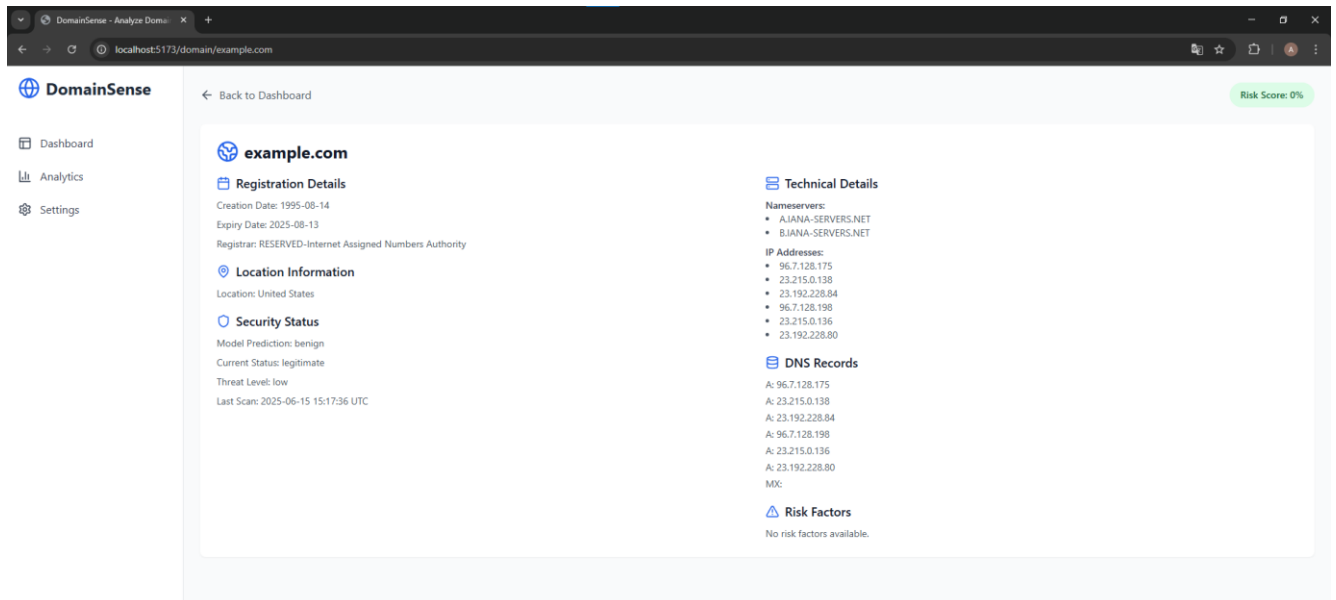 DomainSense - Analyze Domai
localhost:5173/domain/example.com
A
DomainSense
Dashboard
Analytics
Settings
Back to Dashboard
Risk Score: 0%
example.com
Registration Details
Creation Date: 1995-08-14
Expiry Date: 2025-08-13
Registrar: RESERVED-Internet Assigned Numbers Authority
Location Information
Location: United States
Security Status
Model Prediction: benign
Current Status: legitimate
Threat Level: low
Last Scan: 2025-06-15 15:17:36 UTC
Technical Details
Nameservers:
• A.IANA-SERVERS.NET
• B.IANA-SERVERS.NET
IP Addresses:
• 96.7.128.175
• 23.215.0.138
• 23.192.228.84
• 96.7.128.198
• 23.215.0.136
• 23.192.228.80
DNS Records
A: 96.7.128.175
A: 23.215.0.138
A: 23.192.228.84
A: 96.7.128.198
A: 23.215.0.136
A: 23.192.228.80
MX:
Risk Factors
No risk factors available.